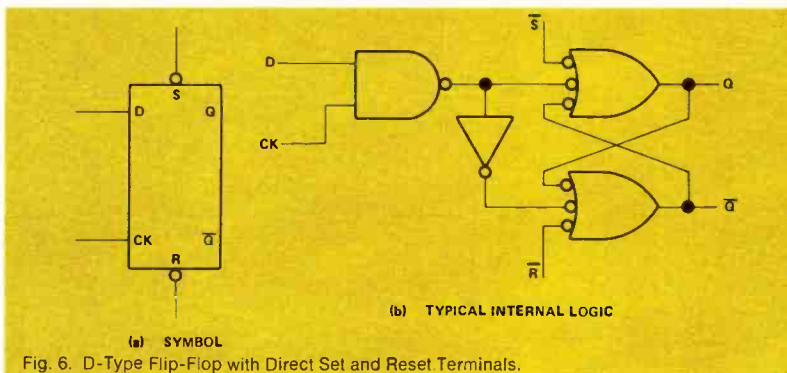 S
D Q
CK Q̅
R
(a) SYMBOL
S̅
D
CK
Q
Q̅
R̅
(b) TYPICAL INTERNAL LOGIC
Fig. 6. D-Type Flip-Flop with Direct Set and Reset Terminals.